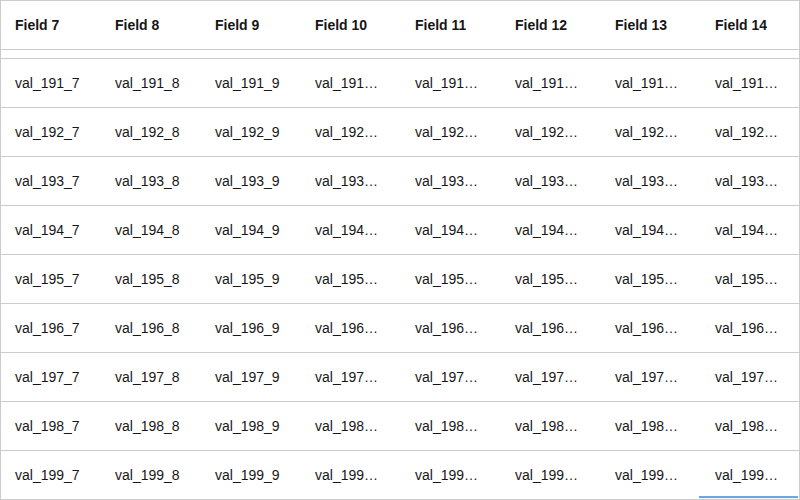 Field 7 Field 8 Field 9 Field 10 Field 11 Field 12 Field 13 Field 14
val_191_7 val_191_8 val_191_9 val_191… val_191… val_191… val_191… val_191…
val_192_7 val_192_8 val_192_9 val_192… val_192… val_192… val_192… val_192…
val_193_7 val_193_8 val_193_9 val_193… val_193… val_193… val_193… val_193…
val_194_7 val_194_8 val_194_9 val_194… val_194… val_194… val_194… val_194…
val_195_7 val_195_8 val_195_9 val_195… val_195… val_195… val_195… val_195…
val_196_7 val_196_8 val_196_9 val_196… val_196… val_196… val_196… val_196…
val_197_7 val_197_8 val_197_9 val_197… val_197… val_197… val_197… val_197…
val_198_7 val_198_8 val_198_9 val_198… val_198… val_198… val_198… val_198…
val_199_7 val_199_8 val_199_9 val_199… val_199… val_199… val_199… val_199…